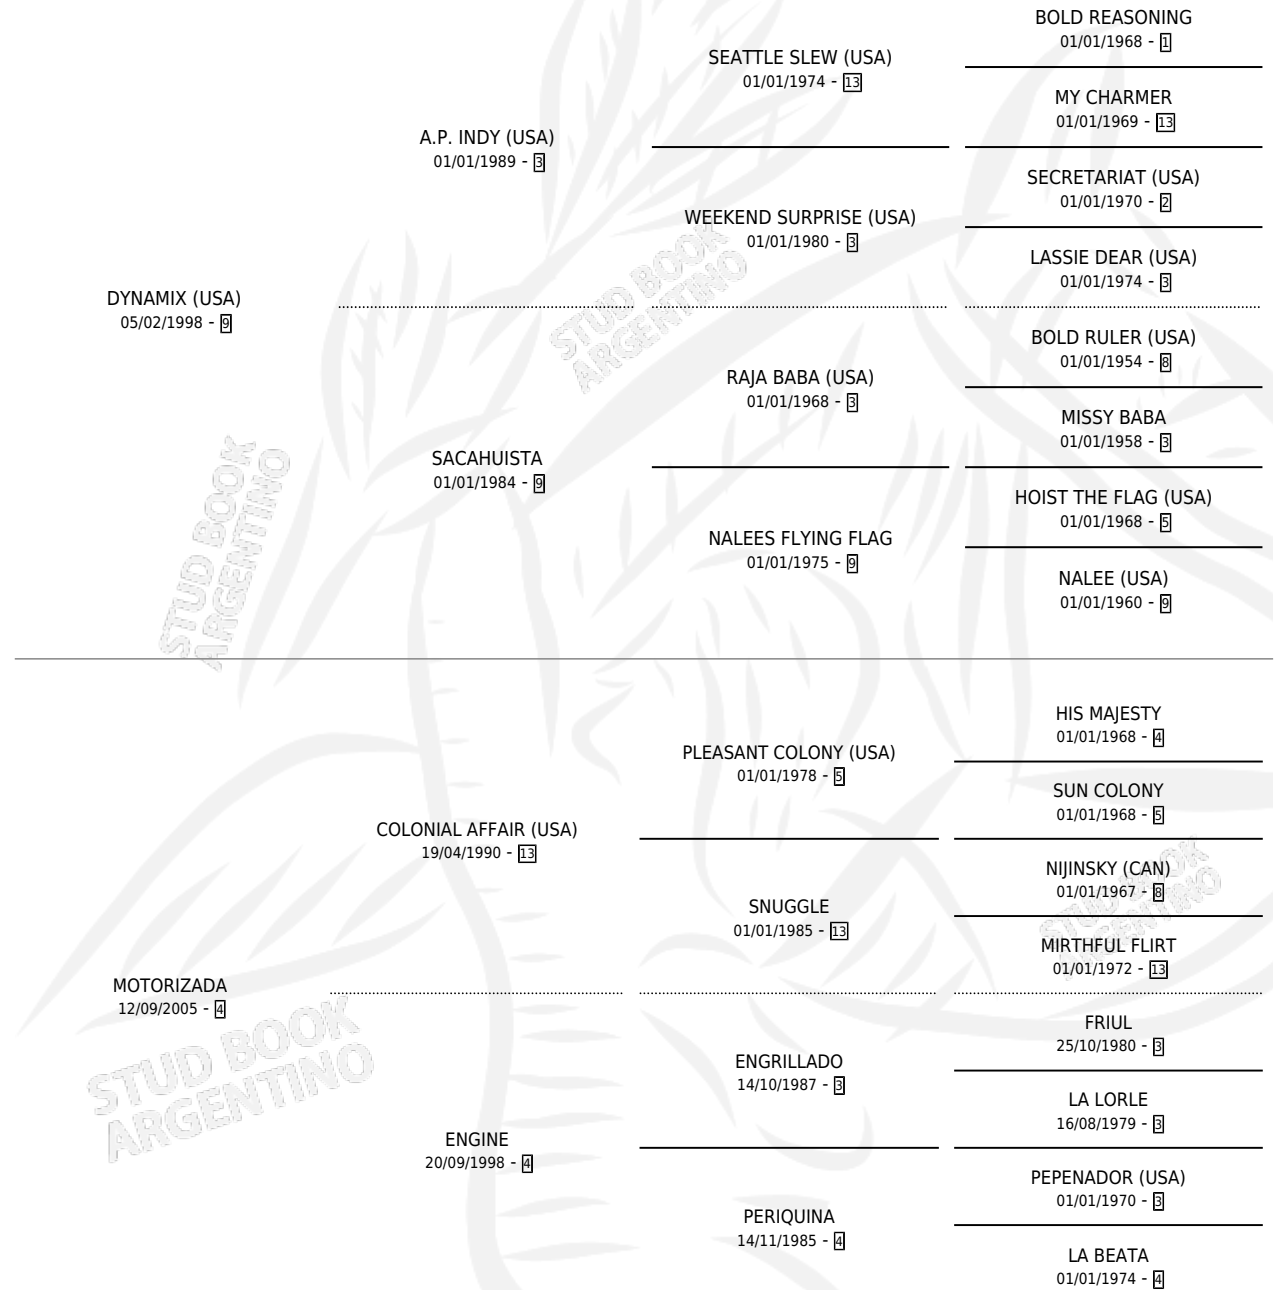 BOLD REASONING
01/01/1968 - 1
SEATTLE SLEW (USA)
01/01/1974 - 13
MY CHARMER
01/01/1969 - 13
A.P. INDY (USA)
01/01/1989 - 3
SECRETARIAT (USA)
01/01/1970 - 2
WEEKEND SURPRISE (USA)
01/01/1980 - 3
LASSIE DEAR (USA)
01/01/1974 - 3
DYNAMIX (USA)
05/02/1998 - 9
BOLD RULER (USA)
01/01/1954 - 8
RAJA BABA (USA)
01/01/1968 - 3
MISSY BABA
01/01/1958 - 3
SACAHUISTA
01/01/1984 - 9
HOIST THE FLAG (USA)
01/01/1968 - 5
NALEES FLYING FLAG
01/01/1975 - 9
NALEE (USA)
01/01/1960 - 9
HIS MAJESTY
01/01/1968 - 4
PLEASANT COLONY (USA)
01/01/1978 - 5
SUN COLONY
01/01/1968 - 5
COLONIAL AFFAIR (USA)
19/04/1990 - 13
NIJINSKY (CAN)
01/01/1967 - 8
SNUGGLE
01/01/1985 - 13
MIRTHFUL FLIRT
01/01/1972 - 13
MOTORIZADA
12/09/2005 - 4
FRIUL
25/10/1980 - 3
ENGRILLADO
14/10/1987 - 3
LA LORLE
16/08/1979 - 3
ENGINE
20/09/1998 - 4
PEPENADOR (USA)
01/01/1970 - 3
PERIQUINA
14/11/1985 - 4
LA BEATA
01/01/1974 - 4
STUD BOOK
ARGENTINO
STUD BOOK
ARGENTINO
STUD BOOK
ARGENTINO
STUD BOOK
ARGENTINO